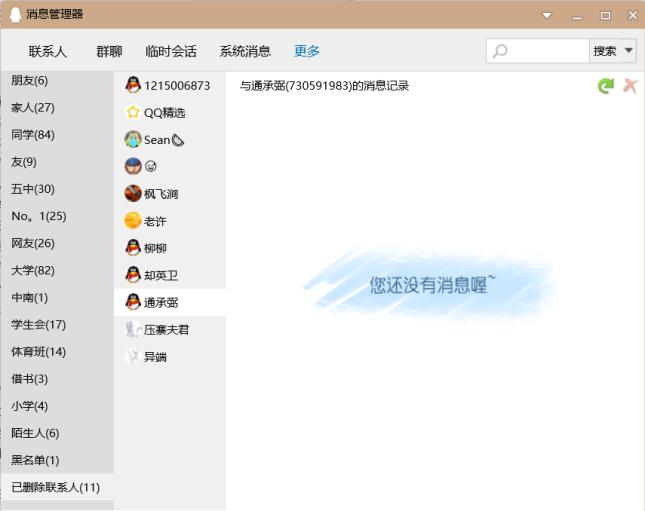 消息管理器
联系人 群聊 临时会话 系统消息 更多 搜索
朋友(6)
家人(27)
同学(84)
友(9)
五中(30)
No。1(25)
网友(26)
大学(82)
中南(1)
学生会(17)
体育班(14)
借书(3)
小学(4)
陌生人(6)
黑名单(1)
已删除联系人(11)
1215006873
QQ精选
Sean
枫飞涧
老许
柳柳
却英卫
通承弼
压寨夫君
异端
与通承弼(730591983)的消息记录
您还没有消息喔~